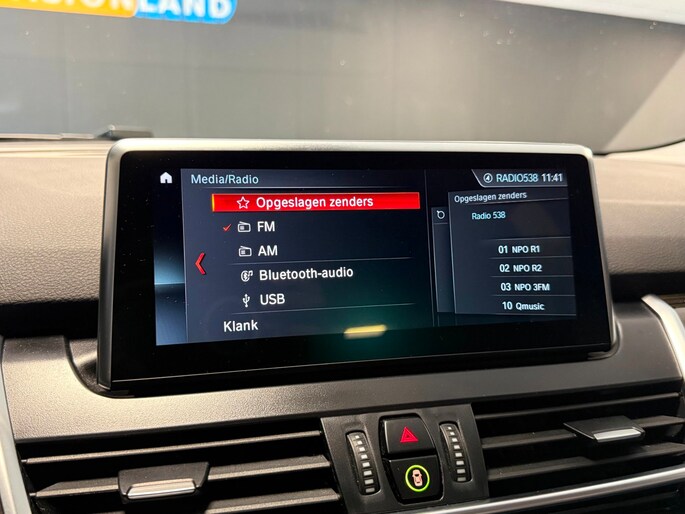 SIONLAND
Media/Radio
RADIO538 11:41
Opgeslagen zenders
FM
AM
Bluetooth-audio
USB
Klank
Opgeslagen zenders
Radio 538
01 NPO R1
02 NPO R2
03 NPO 3FM
10 Qmusic